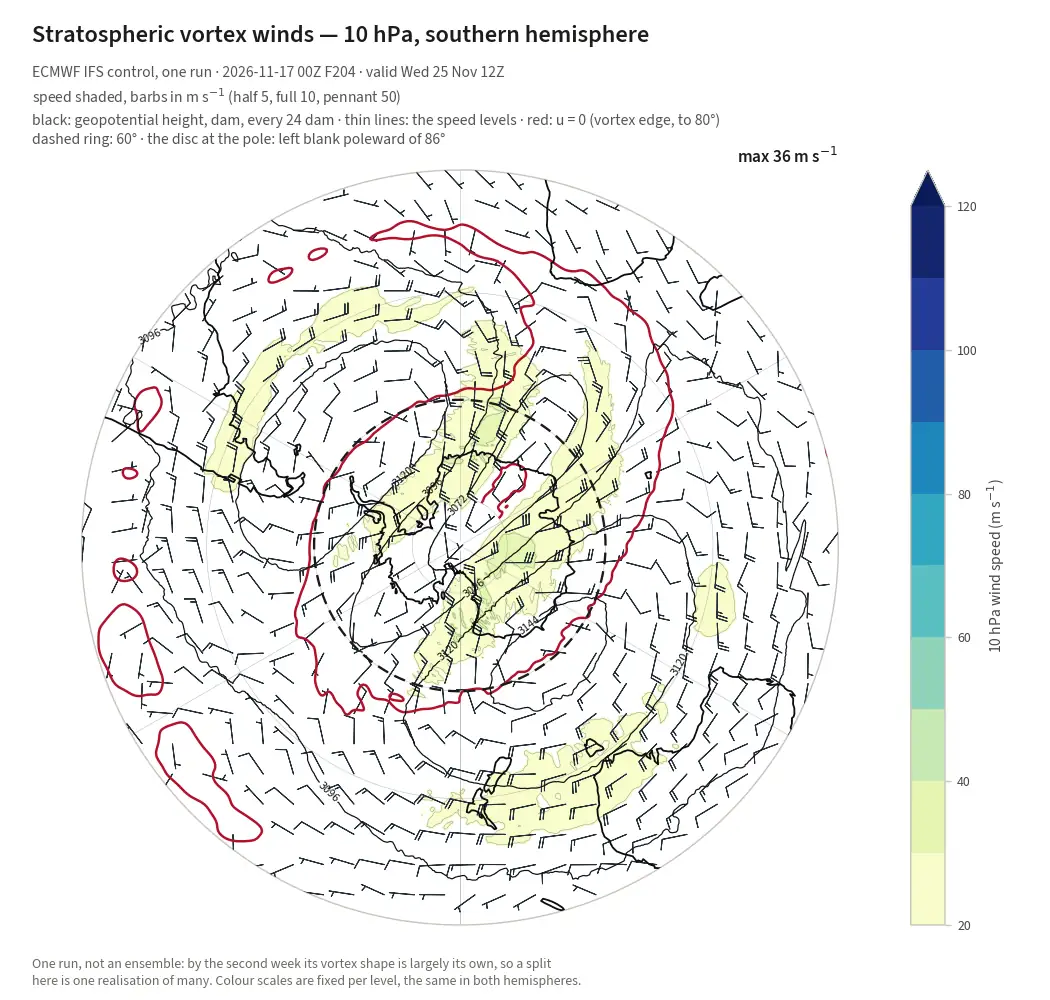 Stratospheric vortex winds — 10 hPa, southern hemisphere
ECMWF IFS control, one run · 2026-11-17 00Z F204 · valid Wed 25 Nov 12Z
speed shaded, barbs in m s⁻¹ (half 5, full 10, pennant 50)
black: geopotential height, dam, every 24 dam · thin lines: the speed levels · red: u = 0 (vortex edge, to 80°)
dashed ring: 60° · the disc at the pole: left blank poleward of 86°
max 36 m s⁻¹
120
100
80
60
40
20
10 hPa wind speed (m s⁻¹)
3096
3120
3096
3072
3096
3144
3120
3120
3096
One run, not an ensemble: by the second week its vortex shape is largely its own, so a split
here is one realisation of many. Colour scales are fixed per level, the same in both hemispheres.